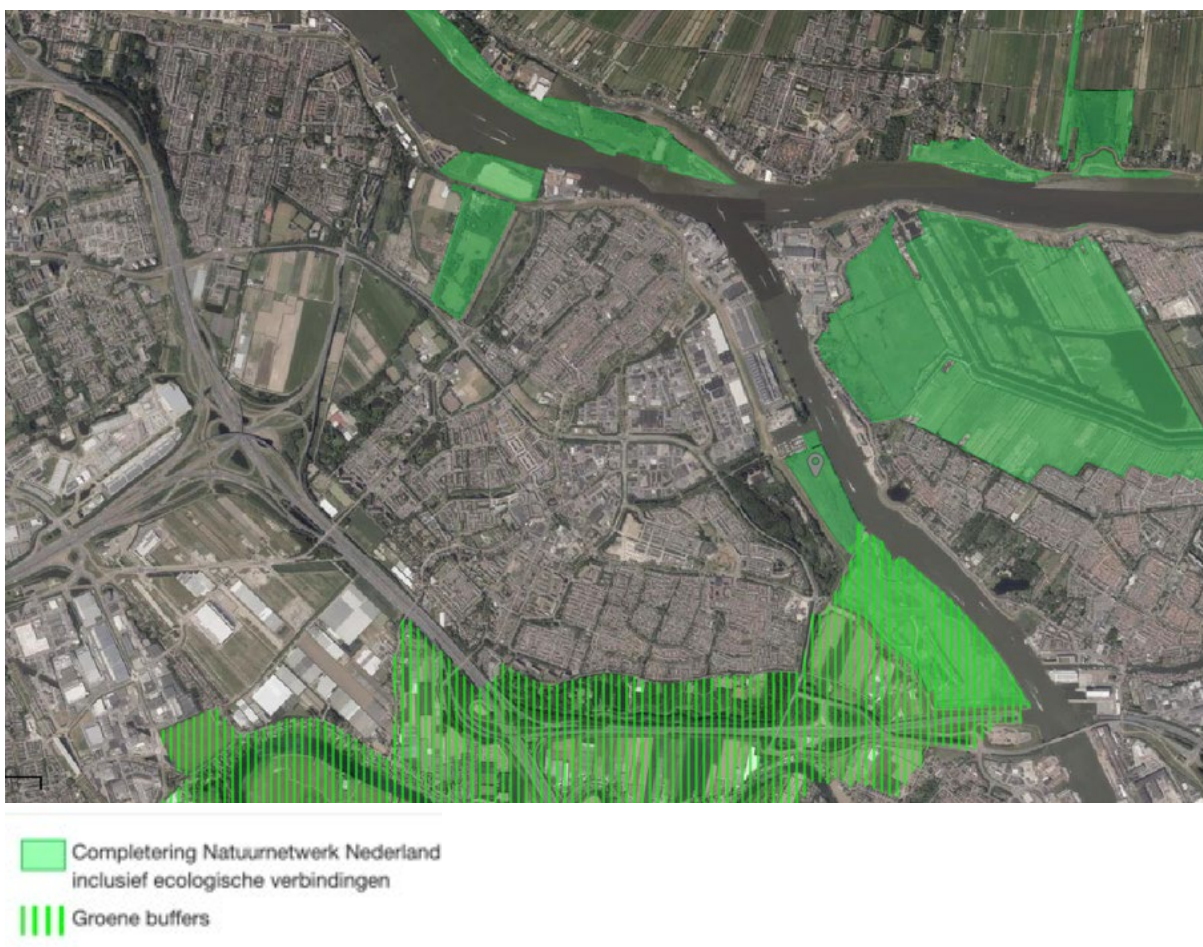 Completering Natuurnetwerk Nederland
inclusief ecologische verbindingen
Groene buffers